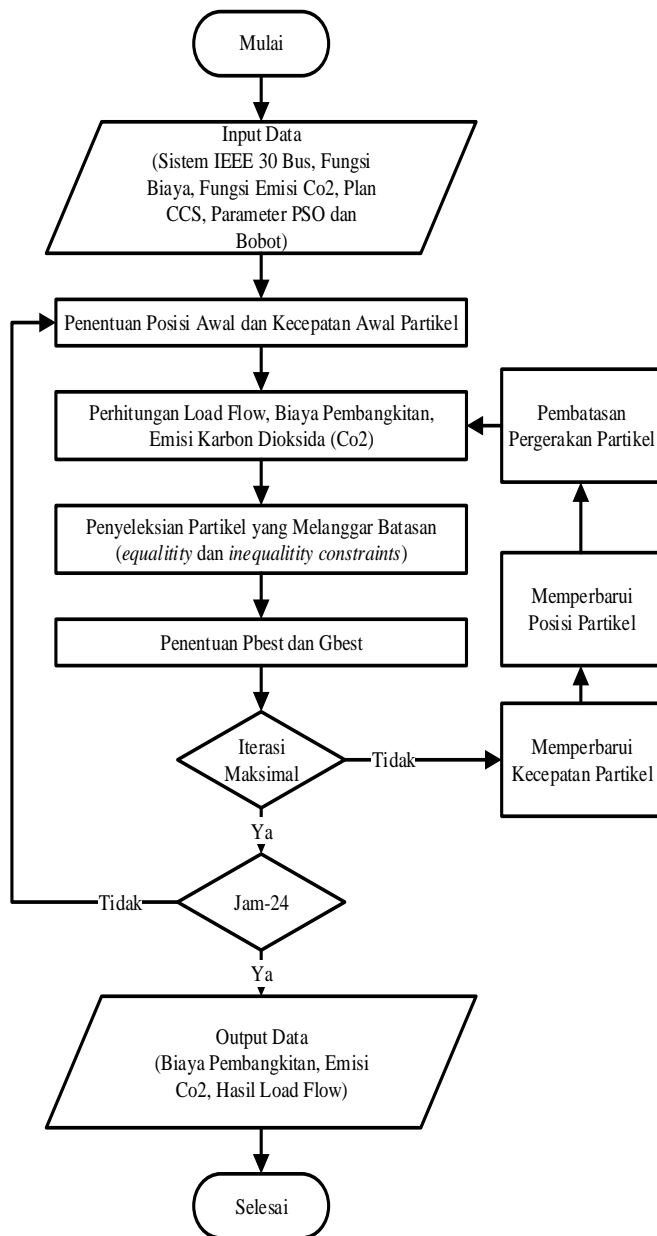 Mulai
Input Data
(Sistem IEEE 30 Bus, Fungsi
Biaya, Fungsi Emisi Co2, Plan
CCS, Parameter PSO dan
Bobot)
Penentuan Posisi Awal dan Kecepatan Awal Partikel
Perhitungan Load Flow, Biaya Pembangkitan,
Emisi Karbon Dioksida (Co2)
Pembatasan
Pergerakan Partikel
Penyeleksian Partikel yang Melanggar Batasan
(equalitity dan inequalitity constraints)
Memperbarui
Posisi Partikel
Penentuan Pbest dan Gbest
Iterasi
Maksimal
Tidak
Memperbarui
Kecepatan Partikel
Ya
Tidak
Jam-24
Ya
Output Data
(Biaya Pembangkitan, Emisi
Co2, Hasil Load Flow)
Selesai